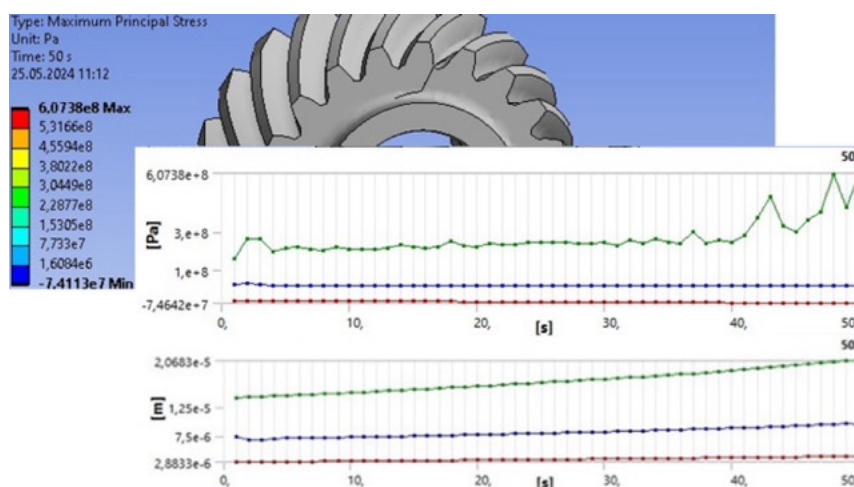 Type: Maximum Principal Stress
Unit: Pa
Time: 50 s
25.05.2024 11:12
6,0738e8 Max
5,3166e8
4,5594e8
3,8022e8
3,0449e8
2,2877e8
1,5305e8
7,733e7
1,6084e6
-7,4113e7 Min
50
6,0738e+8
3,e+8
1,e+8
-7,4642e+7
[Pa]
0, 10, 20, 30, 40, 50
[s]
50
2,0683e-5
1,25e-5
7,5e-6
2,8833e-6
[m]
0, 10, 20, 30, 40, 50
[s]